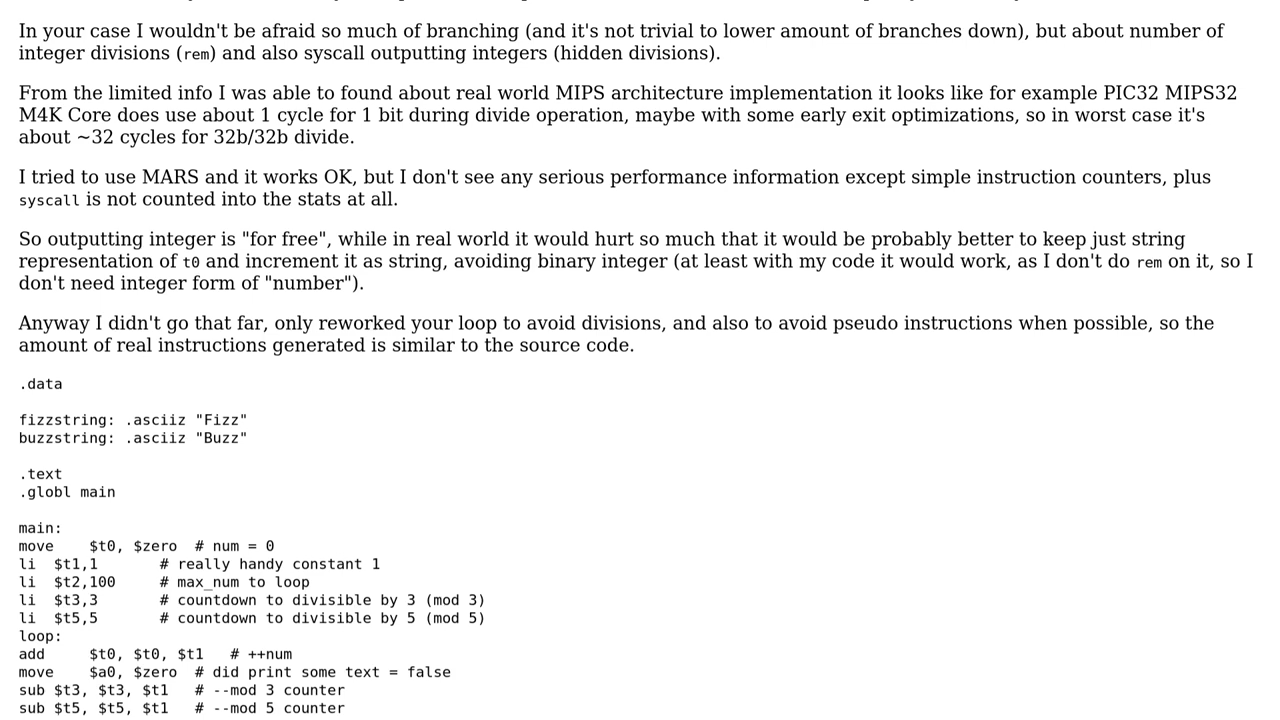 In your case I wouldn't be afraid so much of branching (and it's not trivial to lower amount of branches down), but about number of
integer divisions (rem) and also syscall outputting integers (hidden divisions).
From the limited info I was able to found about real world MIPS architecture implementation it looks like for example PIC32 MIPS32
M4K Core does use about 1 cycle for 1 bit during divide operation, maybe with some early exit optimizations, so in worst case it's
about ~32 cycles for 32b/32b divide.
I tried to use MARS and it works OK, but I don't see any serious performance information except simple instruction counters, plus
syscall is not counted into the stats at all.
So outputting integer is "for free", while in real world it would hurt so much that it would be probably better to keep just string
representation of t0 and increment it as string, avoiding binary integer (at least with my code it would work, as I don't do rem on it, so I
don't need integer form of "number").
Anyway I didn't go that far, only reworked your loop to avoid divisions, and also to avoid pseudo instructions when possible, so the
amount of real instructions generated is similar to the source code.
.data
fizzstring: .asciiz "Fizz"
buzzstring: .asciiz "Buzz"
.text
.globl main
main:
move    $t0, $zero  # num = 0
li  $t1,1       # really handy constant 1
li  $t2,100     # max_num to loop
li  $t3,3       # countdown to divisible by 3 (mod 3)
li  $t5,5       # countdown to divisible by 5 (mod 5)
loop:
add     $t0, $t0, $t1   # ++num
move    $a0, $zero  # did print some text = false
sub $t3, $t3, $t1   # --mod 3 counter
sub $t5, $t5, $t1   # --mod 5 counter